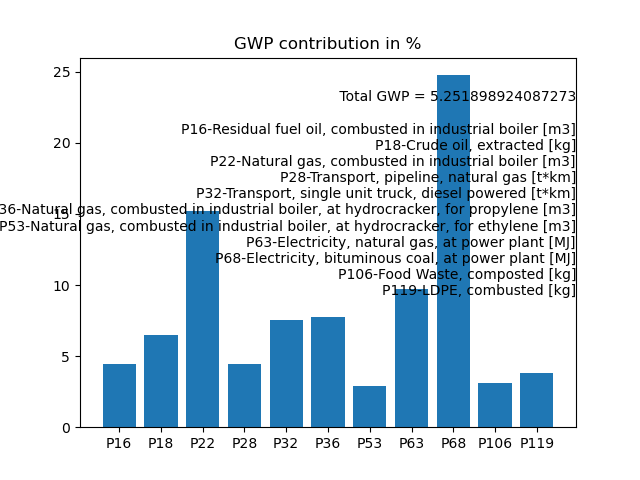 GWP contribution in %
25
Total GWP = 5.251898924087273
20
P16-Residual fuel oil, combusted in industrial boiler [m3]
P18-Crude oil, extracted [kg]
P22-Natural gas, combusted in industrial boiler [m3]
P28-Transport, pipeline, natural gas [t*km]
P32-Transport, single unit truck, diesel powered [t*km]
36-Natural gas, combusted in industrial boiler, at hydrocracker, for propylene [m3]
15
P53-Natural gas, combusted in industrial boiler, at hydrocracker, for ethylene [m3]
P63-Electricity, natural gas, at power plant [MJ]
P68-Electricity, bituminous coal, at power plant [MJ]
P106-Food Waste, composted [kg]
10
P119-LDPE, combusted [kg]
5
0
P16 P18 P22 P28 P32 P36 P53 P63 P68 P106 P119